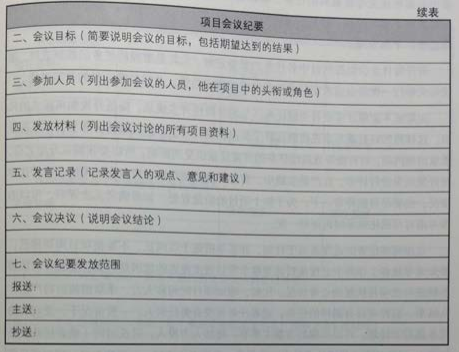 续表
项目会议纪要
二、会议目标（简要说明会议的目标，包括期望达到的结果）
三、参加人员（列出参加会议的人员，他在项目中的头衔或角色）
四、发放材料（列出会议讨论的所有项目资料）
五、发言记录（记录发言人的观点、意见和建议）
六、会议决议（说明会议结论）
七、会议纪要发放范围
报送：
主送：
抄送：